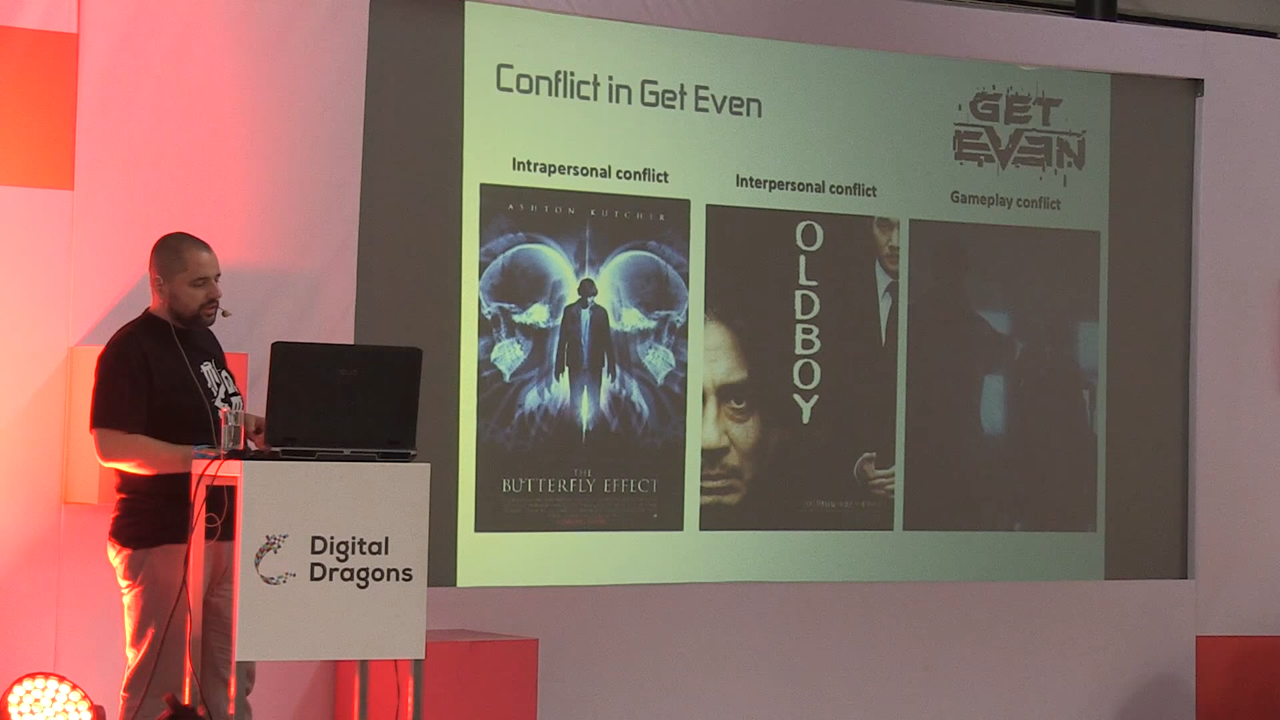 Conflict in Get Even
GET
EVEN
Intrapersonal conflict
Interpersonal conflict
Gameplay conflict
ASHTON KUTCHER
THE
BUTTERFLY EFFECT
OLDBOY
Digital
Dragons